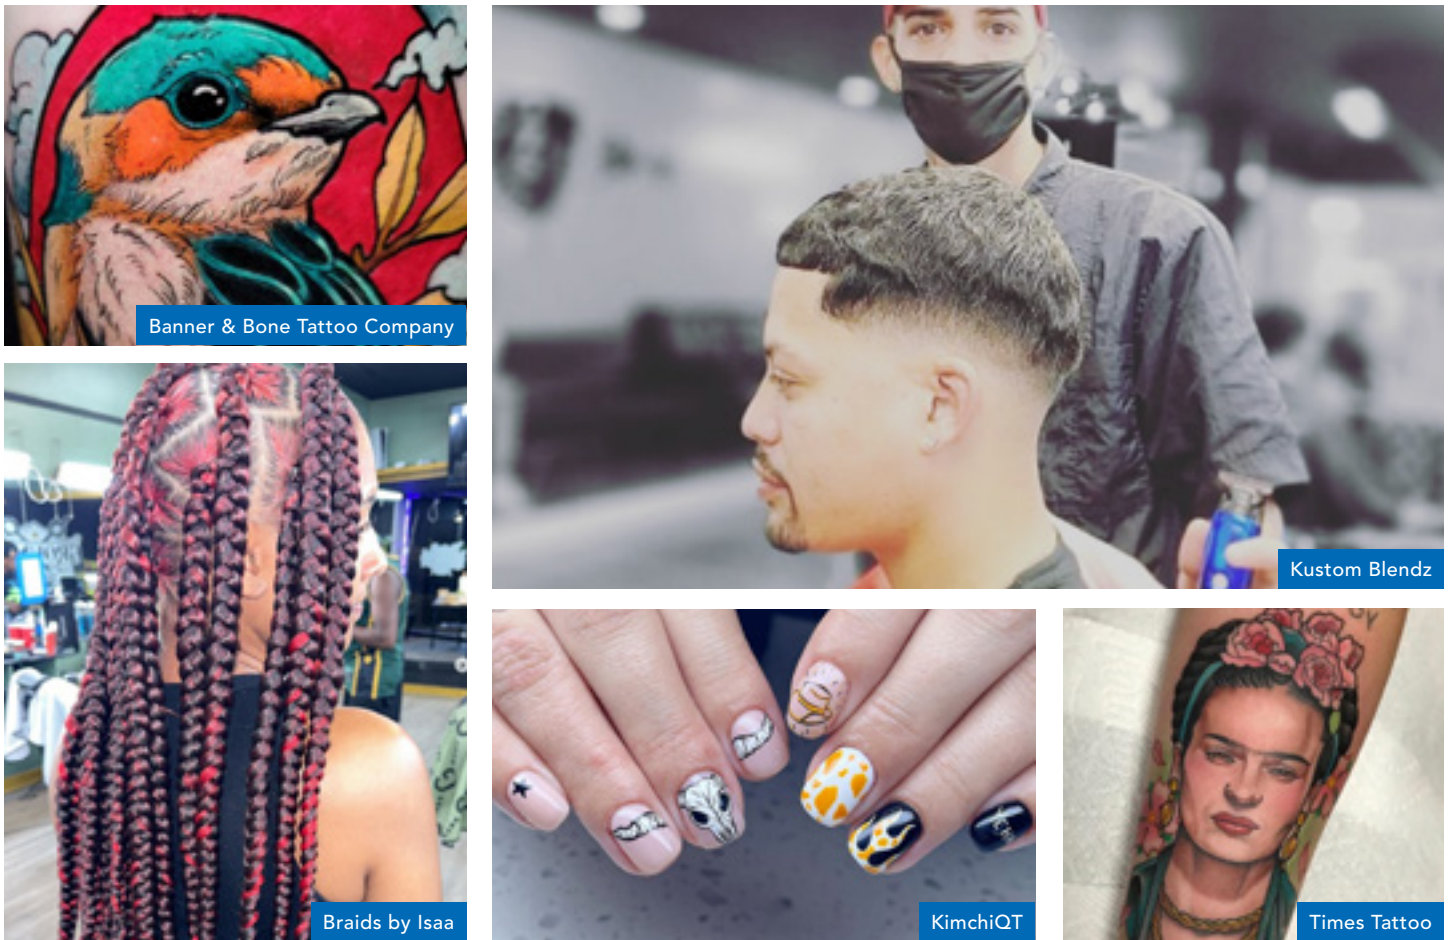 Banner & Bone Tattoo Company
Kustom Blendz
Braids by Isaa
KimchiQT
Times Tattoo